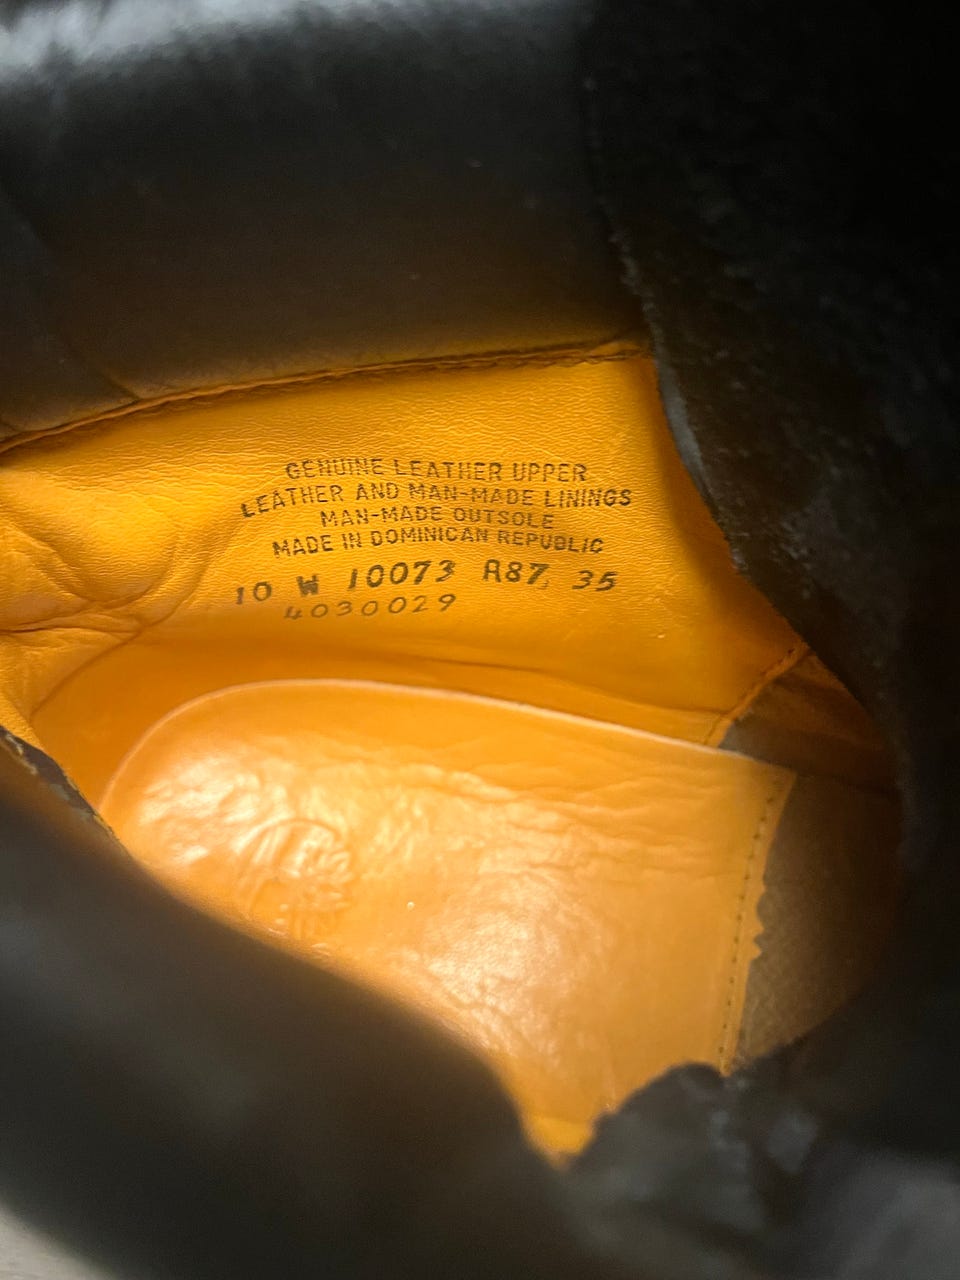 GENUINE LEATHER UPPER
LEATHER AND MAN-MADE LININGS
MAN-MADE OUTSOLE
MADE IN DOMINICAN REPUBLIC
10 W 10073 A87, 35
4030029